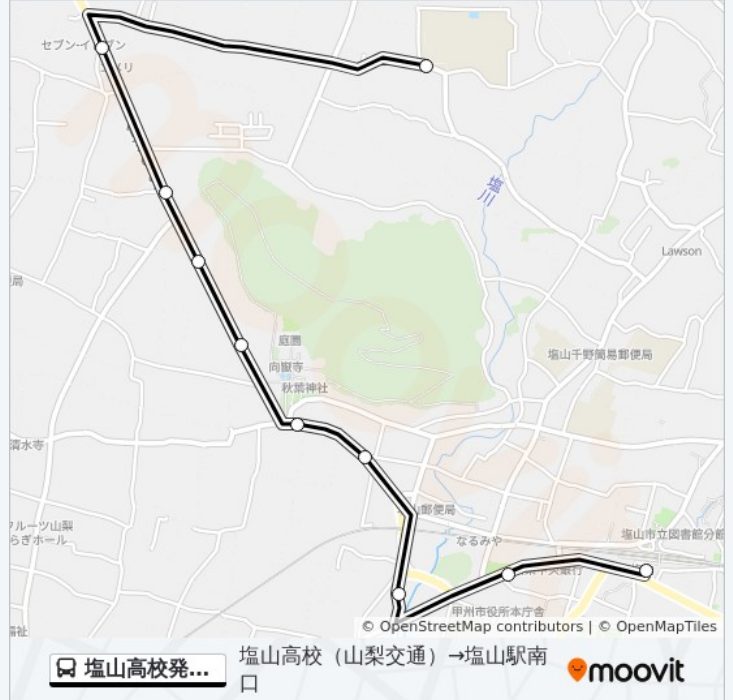 セブン-イレブン
塩川
Lawson
局
塩山千野簡易郵便局
庭園
向嶽寺
秋葉神社
清水寺
郵便局
フルーツ山梨
らぎホール
塩山市立図書館分館
なるみや
甲州市役所本庁舎
福祉
© OpenStreetMap contributors | © OpenMapTiles
塩山高校発...
塩山高校（山梨交通）→塩山駅南
口
moovit